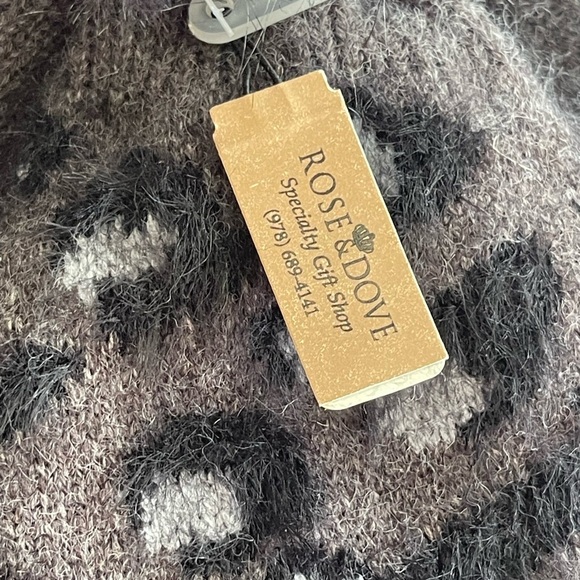 ROSE & DOVE
Specialty Gift Shop
(978) 689-4141